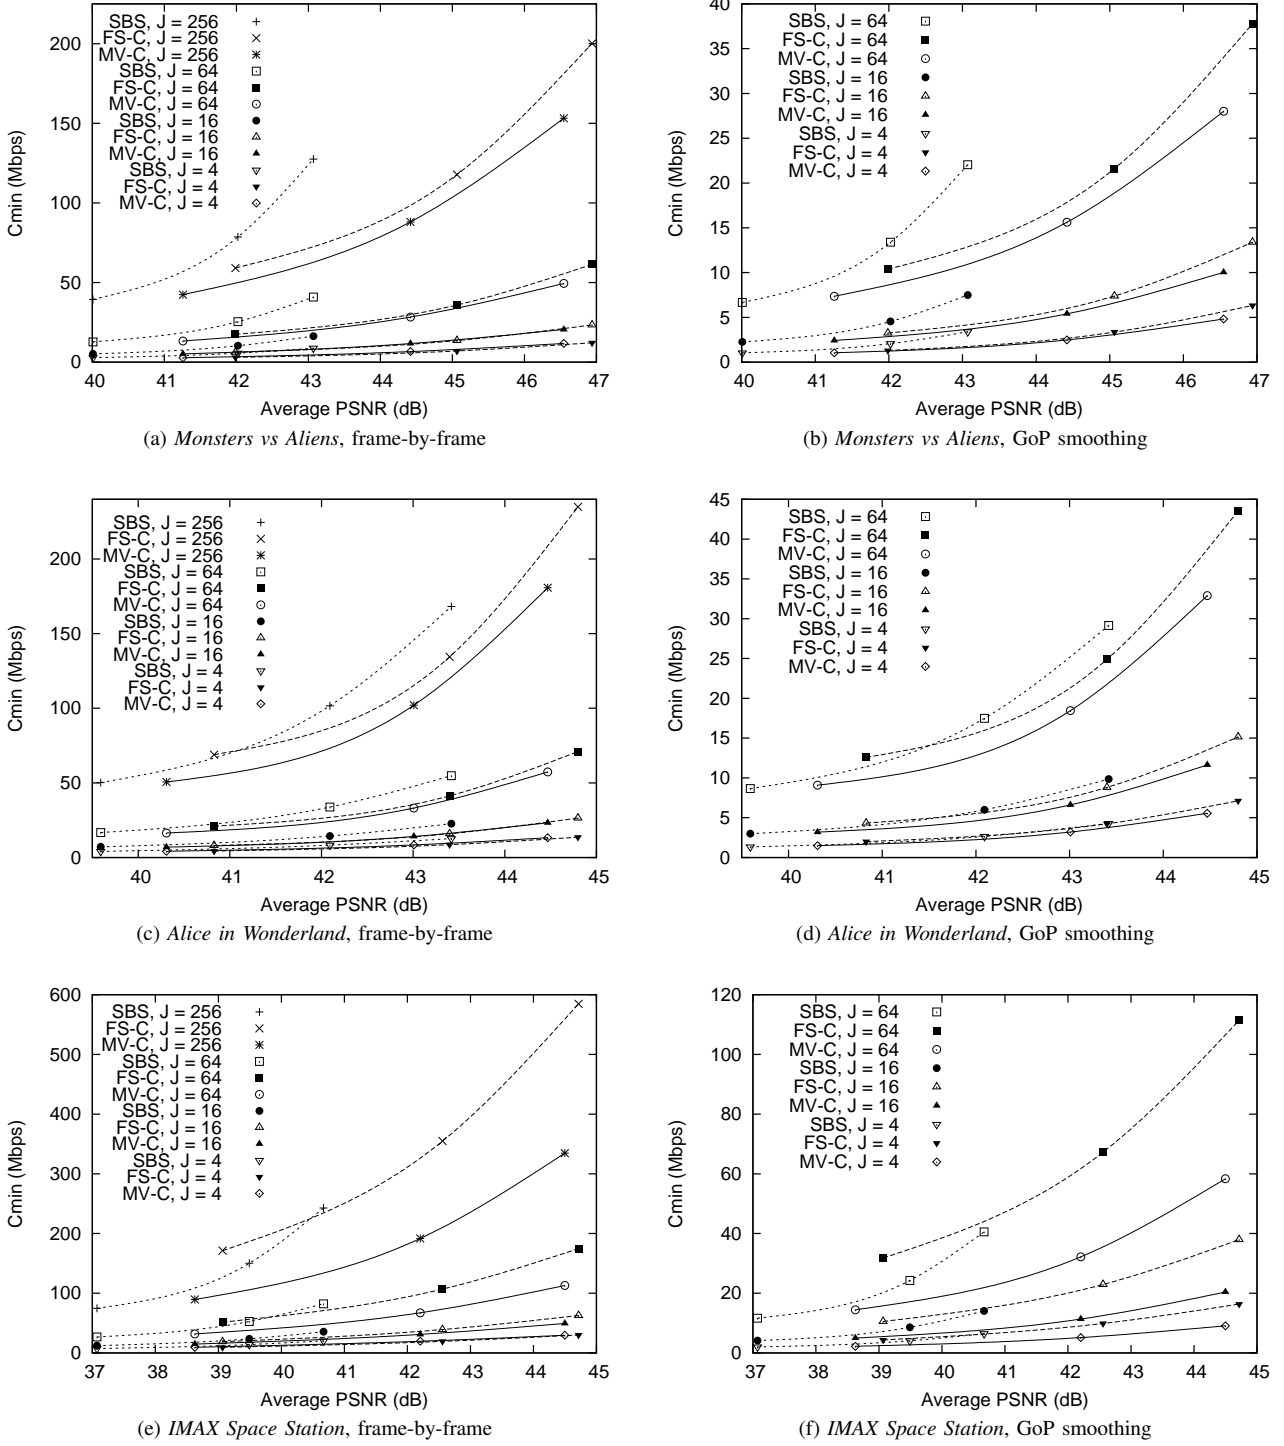 Cmin (Mbps)
200
150
100
50
0
SBS, J = 256
FS-C, J = 256
MV-C, J = 256
SBS, J = 64
FS-C, J = 64
MV-C, J = 64
SBS, J = 16
FS-C, J = 16
MV-C, J = 16
SBS, J = 4
FS-C, J = 4
MV-C, J = 4
40 41 42 43 44 45 46 47
Average PSNR (dB)
(a) Monsters vs Aliens, frame-by-frame
Cmin (Mbps)
40
35
30
25
20
15
10
5
0
SBS, J = 64
FS-C, J = 64
MV-C, J = 64
SBS, J = 16
FS-C, J = 16
MV-C, J = 16
SBS, J = 4
FS-C, J = 4
MV-C, J = 4
40 41 42 43 44 45 46 47
Average PSNR (dB)
(b) Monsters vs Aliens, GoP smoothing
Cmin (Mbps)
200
150
100
50
0
SBS, J = 256
FS-C, J = 256
MV-C, J = 256
SBS, J = 64
FS-C, J = 64
MV-C, J = 64
SBS, J = 16
FS-C, J = 16
MV-C, J = 16
SBS, J = 4
FS-C, J = 4
MV-C, J = 4
40 41 42 43 44 45
Average PSNR (dB)
(c) Alice in Wonderland, frame-by-frame
Cmin (Mbps)
45
40
35
30
25
20
15
10
5
0
SBS, J = 64
FS-C, J = 64
MV-C, J = 64
SBS, J = 16
FS-C, J = 16
MV-C, J = 16
SBS, J = 4
FS-C, J = 4
MV-C, J = 4
40 41 42 43 44 45
Average PSNR (dB)
(d) Alice in Wonderland, GoP smoothing
Cmin (Mbps)
600
500
400
300
200
100
0
SBS, J = 256
FS-C, J = 256
MV-C, J = 256
SBS, J = 64
FS-C, J = 64
MV-C, J = 64
SBS, J = 16
FS-C, J = 16
MV-C, J = 16
SBS, J = 4
FS-C, J = 4
MV-C, J = 4
37 38 39 40 41 42 43 44 45
Average PSNR (dB)
(e) IMAX Space Station, frame-by-frame
Cmin (Mbps)
120
100
80
60
40
20
0
SBS, J = 64
FS-C, J = 64
MV-C, J = 64
SBS, J = 16
FS-C, J = 16
MV-C, J = 16
SBS, J = 4
FS-C, J = 4
MV-C, J = 4
37 38 39 40 41 42 43 44 45
Average PSNR (dB)
(f) IMAX Space Station, GoP smoothing